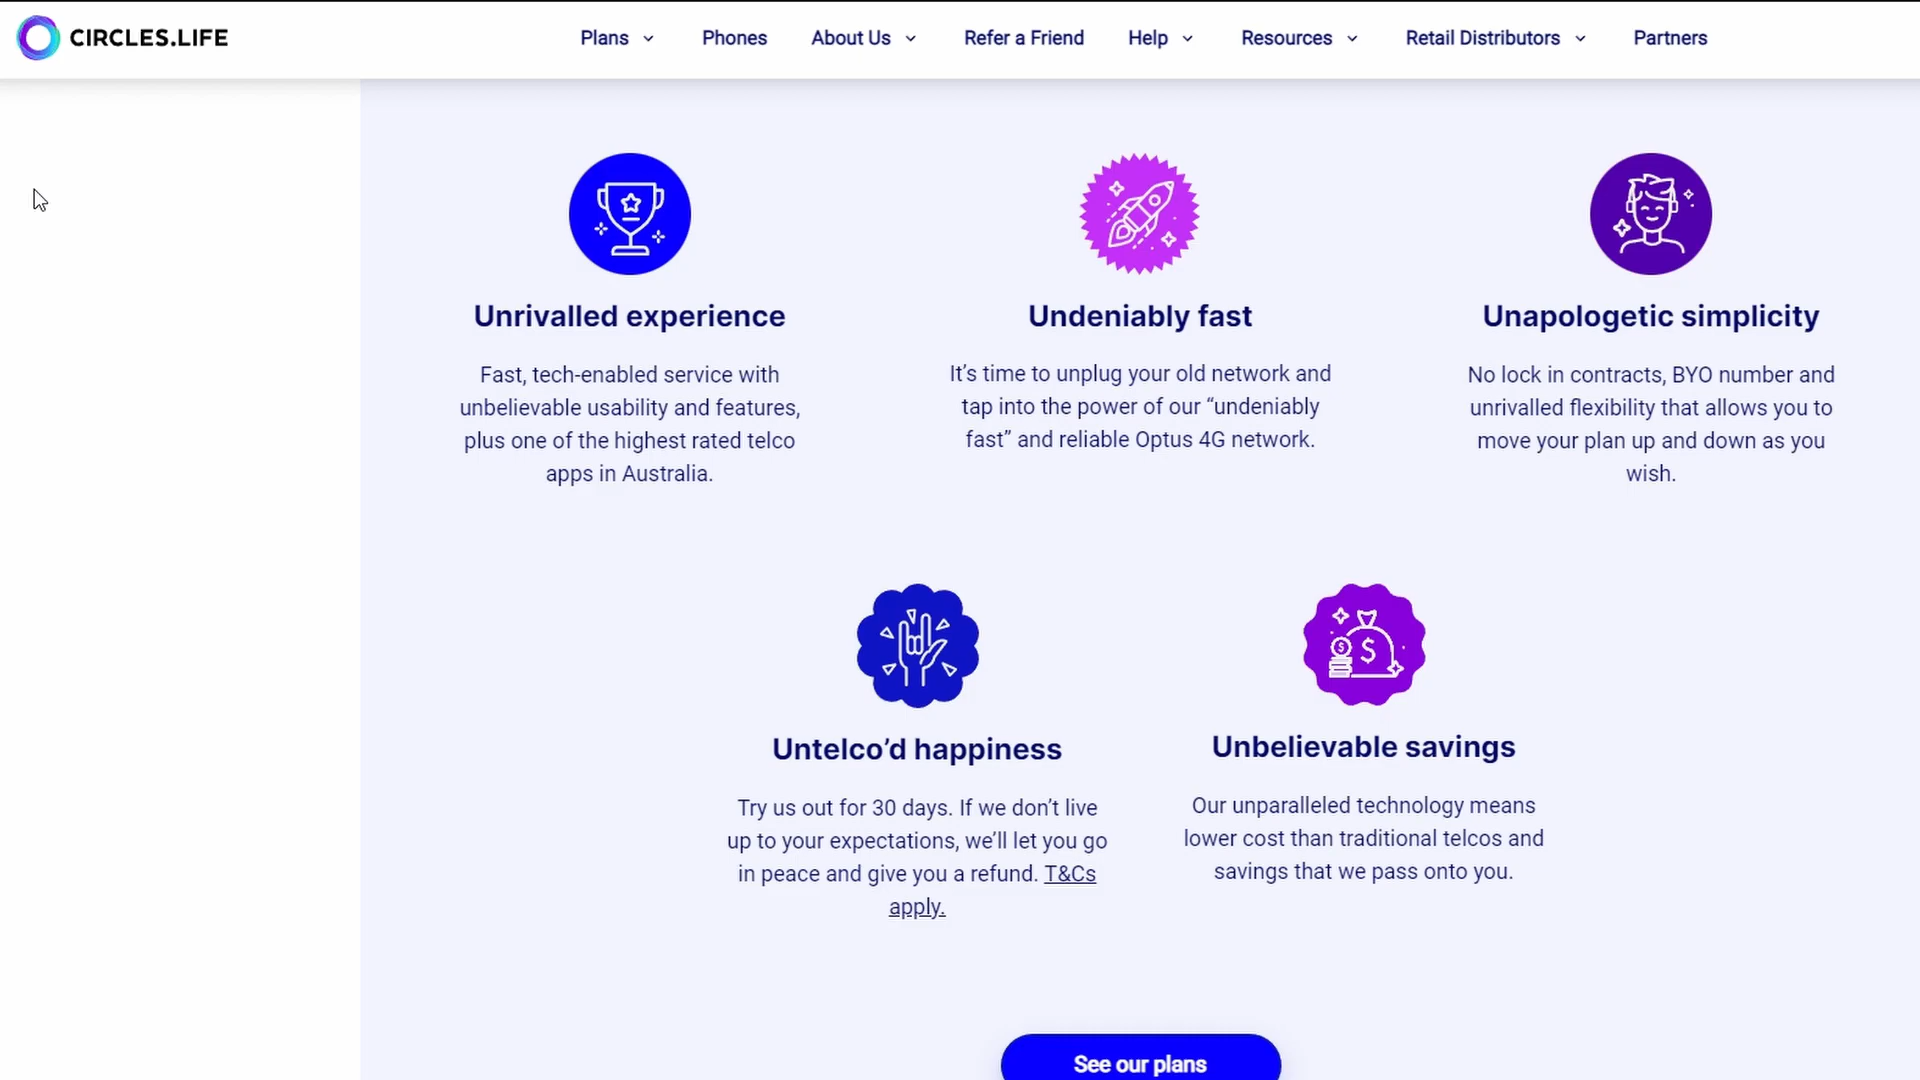 CIRCLES.LIFE
Plans
Phones
About Us
Refer a Friend
Help
Resources
Retail Distributors
Partners
Unrivalled experience
Fast, tech-enabled service with
unbelievable usability and features,
plus one of the highest rated telco
apps in Australia.
Undeniably fast
It’s time to unplug your old network and
tap into the power of our “undeniably
fast” and reliable Optus 4G network.
Unapologetic simplicity
No lock in contracts, BYO number and
unrivalled flexibility that allows you to
move your plan up and down as you
wish.
Untelco’d happiness
Try us out for 30 days. If we don’t live
up to your expectations, we’ll let you go
in peace and give you a refund. T&Cs
apply.
$
$
Unbelievable savings
Our unparalleled technology means
lower cost than traditional telcos and
savings that we pass onto you.
See our plans